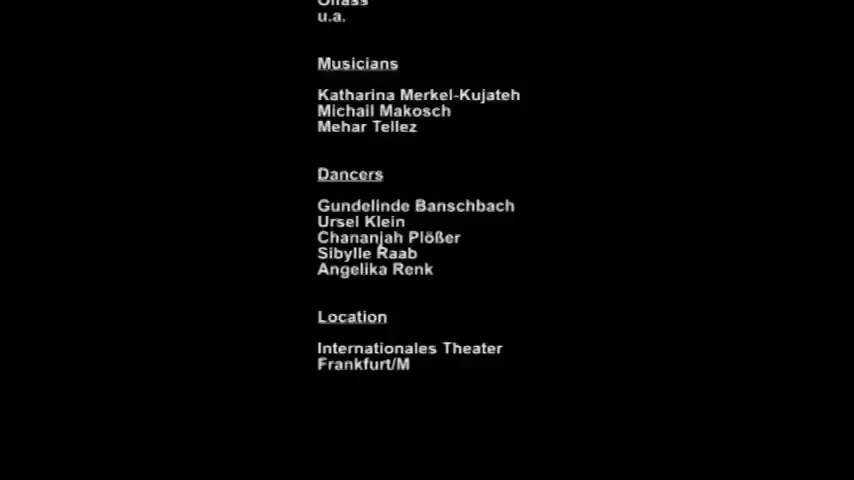 u.a.
Musicians
Katharina Merkel-Kujateh
Michail Makosch
Mehar Tellez
Dancers
Gundelinde Banschbach
Ursel Klein
Chananjah Plößer
Sibylle Raab
Angelika Renk
Location
Internationales Theater
Frankfurt/M